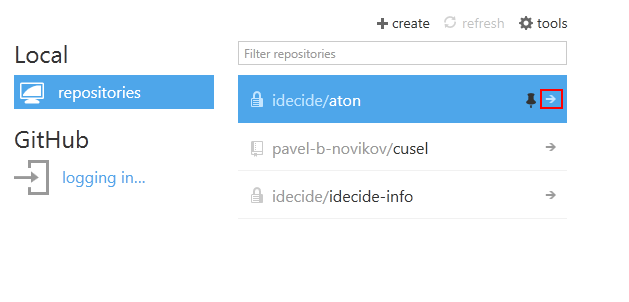 create refresh tools
Local
Filter repositories
repositories
idecide/aton
GitHub
pavel-b-novikov/cusel
logging in...
idecide/idecide-info